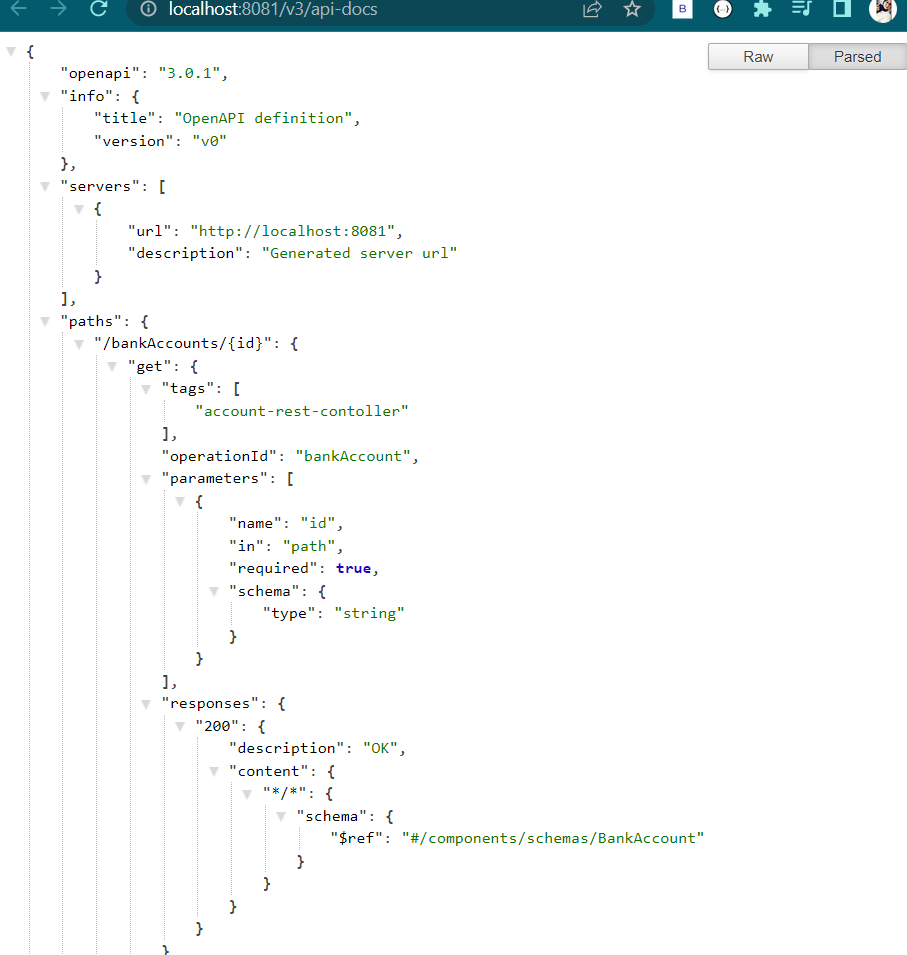 localhost:8081/v3/api-docs
B
{...}
Raw
Parsed
{
"openapi": "3.0.1",
"info": {
"title": "OpenAPI definition",
"version": "v0"
},
"servers": [
{
"url": "http://localhost:8081",
"description": "Generated server url"
}
],
"paths": {
"/bankAccounts/{id}": {
"get": {
"tags": [
"account-rest-contoller"
],
"operationId": "bankAccount",
"parameters": [
{
"name": "id",
"in": "path",
"required": true,
"schema": {
"type": "string"
}
}
],
"responses": {
"200": {
"description": "OK",
"content": {
"*/*": {
"schema": {
"$ref": "#/components/schemas/BankAccount"
}
}
}
}
}